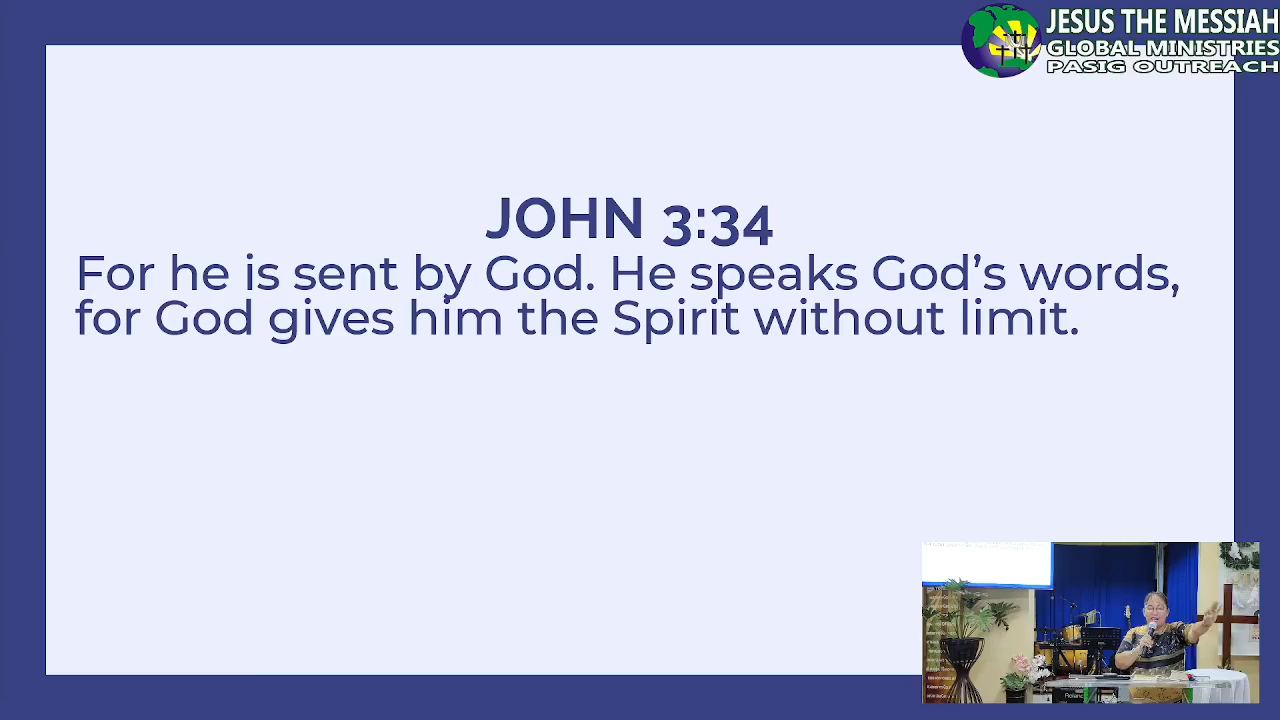 JESUS THE MESSIAH
GLOBAL MINISTRIES
PASIG OUTREACH
JOHN 3:34
For he is sent by God. He speaks God’s words,
for God gives him the Spirit without limit.
Roland